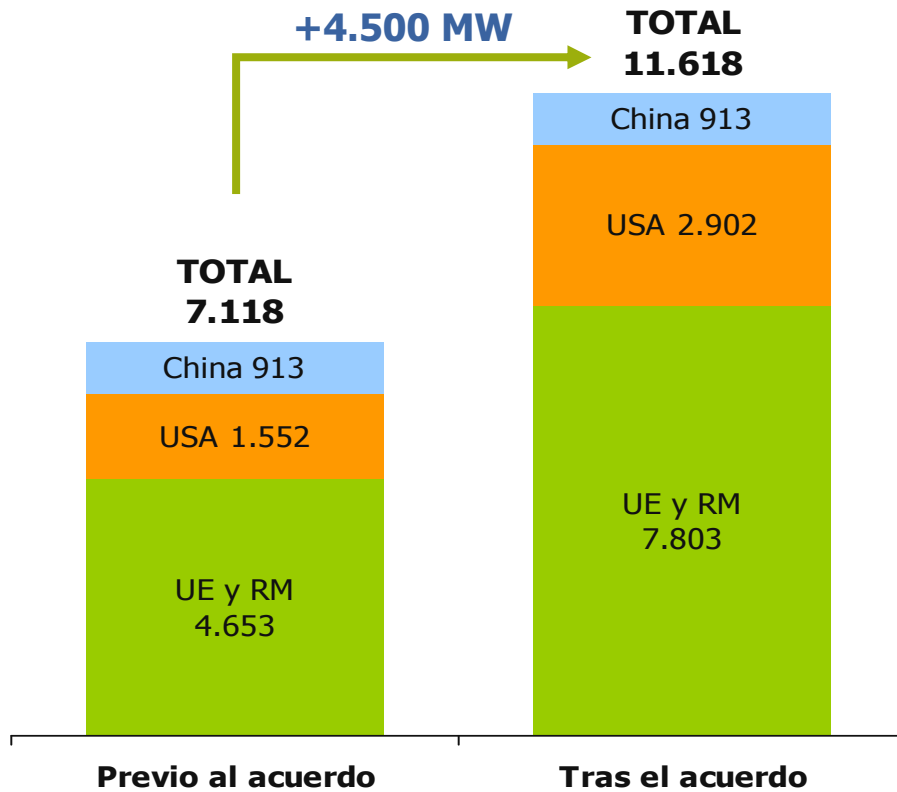 +4.500 MW
TOTAL
11.618
China 913
USA 2.902
UE y RM
7.803
TOTAL
7.118
China 913
USA 1.552
UE y RM
4.653
Previo al acuerdo
Tras el acuerdo